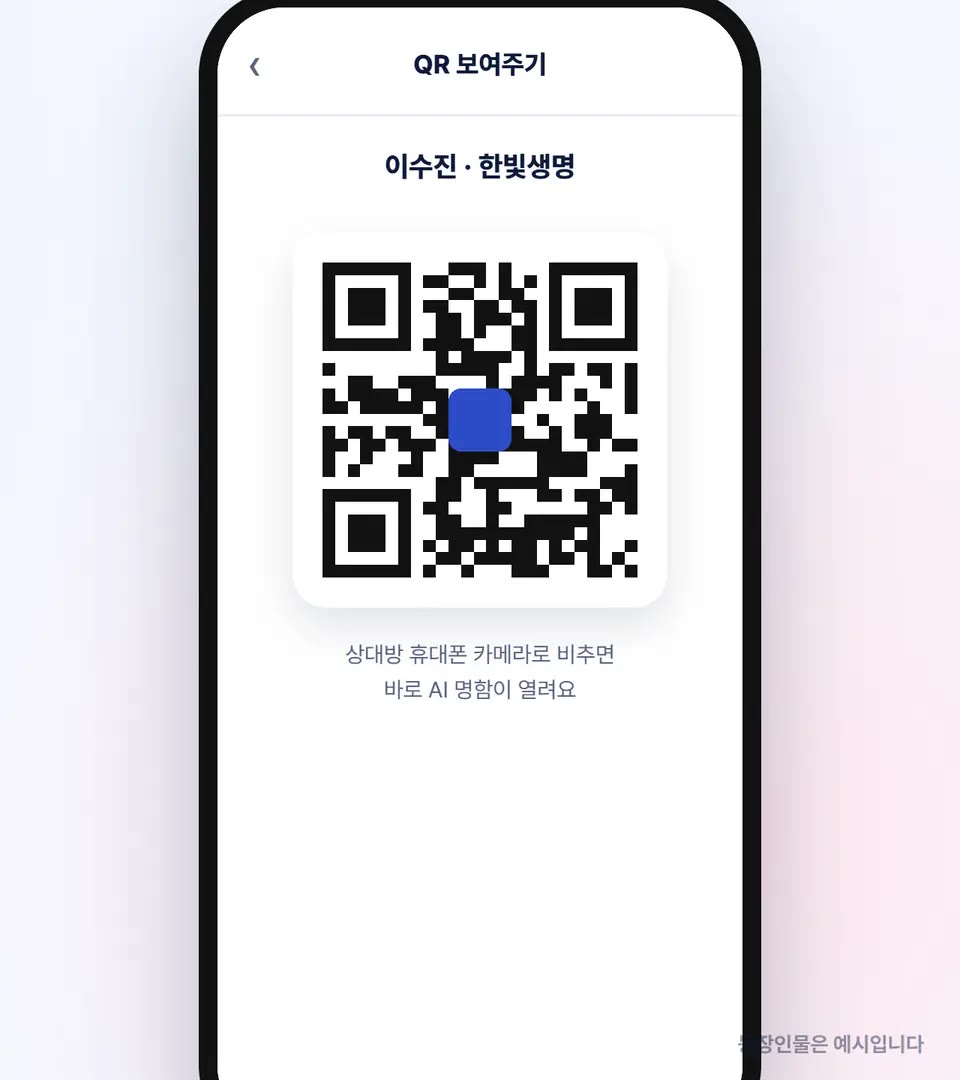 ‹
QR 보여주기
이수진 · 한빛생명
상대방 휴대폰 카메라로 비추면
바로 AI 명함이 열려요
등장인물은 예시입니다